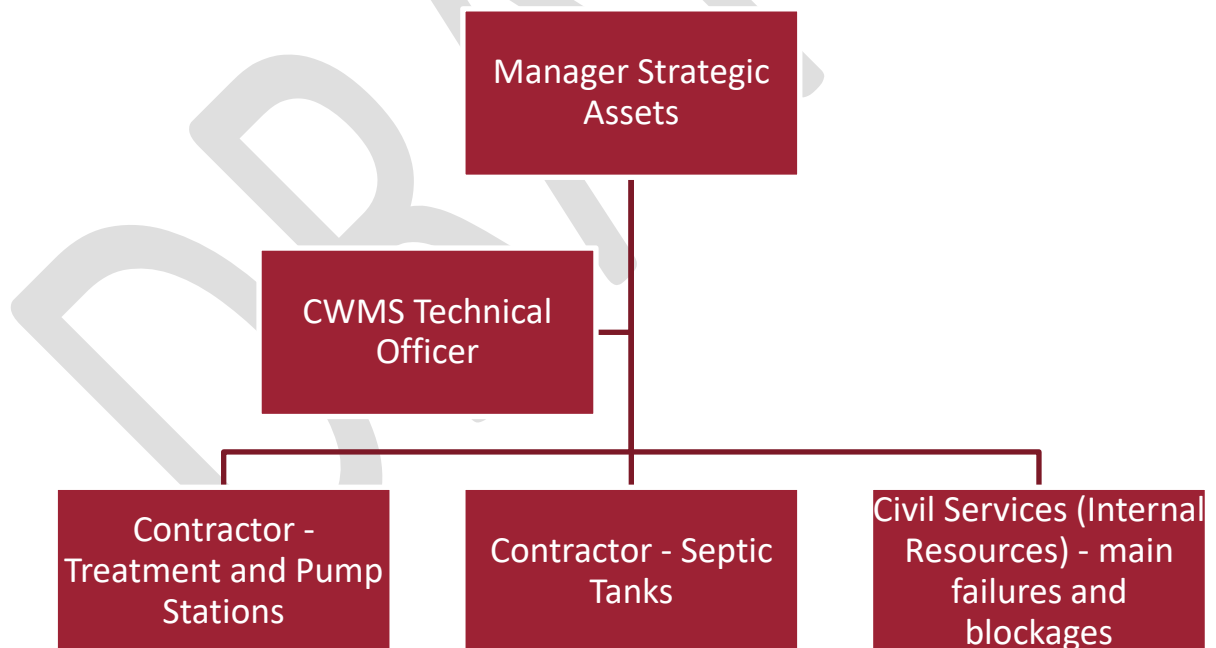 Manager Strategic
Assets
CWMS Technical
Officer
Contractor -
Treatment and Pump
Stations
Contractor - Septic
Tanks
Civil Services (Internal
Resources) - main
failures and
blockages